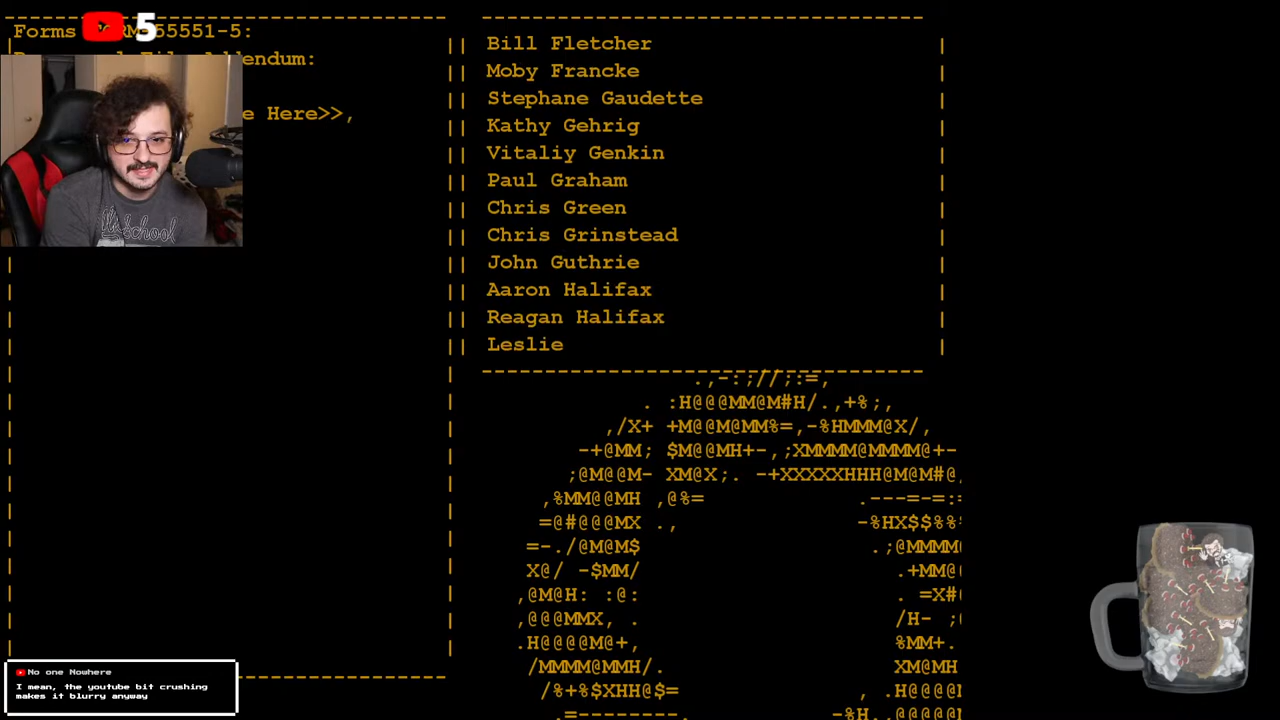 Forms FORM-55551-5:
5
Addendum:
e Here>>,
Bill Fletcher
Moby Francke
Stephane Gaudette
Kathy Gehrig
Vitaliy Genkin
Paul Graham
Chris Green
Chris Grinstead
John Guthrie
Aaron Halifax
Reagan Halifax
Leslie
No one Nowhere
I mean, the youtube bit crushing
makes it blurry anyway